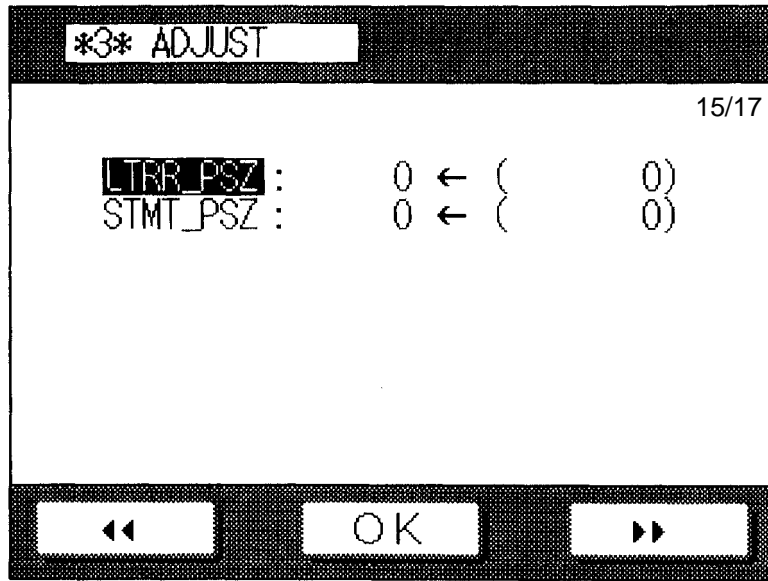 *3* ADJUST
15/17
LTRR_PSZ : 0 ← ( 0)
STMT_PSZ : 0 ← ( 0)
OK